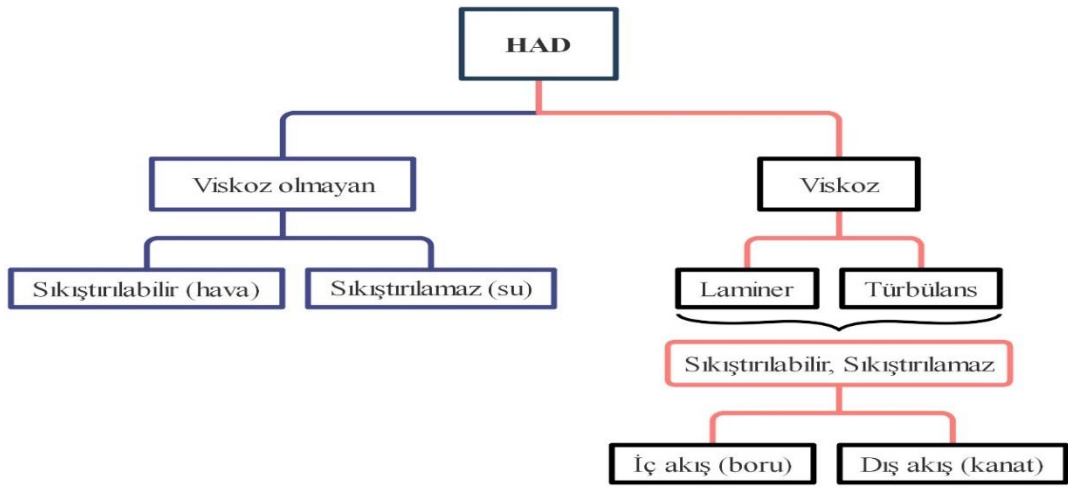 HAD
Viskoz olmayan
Viskoz
Sıkıştırılabilir (hava)
Sıkıştırılamaz (su)
Laminer
Türbülans
Sıkıştırılabilir, Sıkıştırılamaz
İç akış (boru)
Dış akış (kanat)